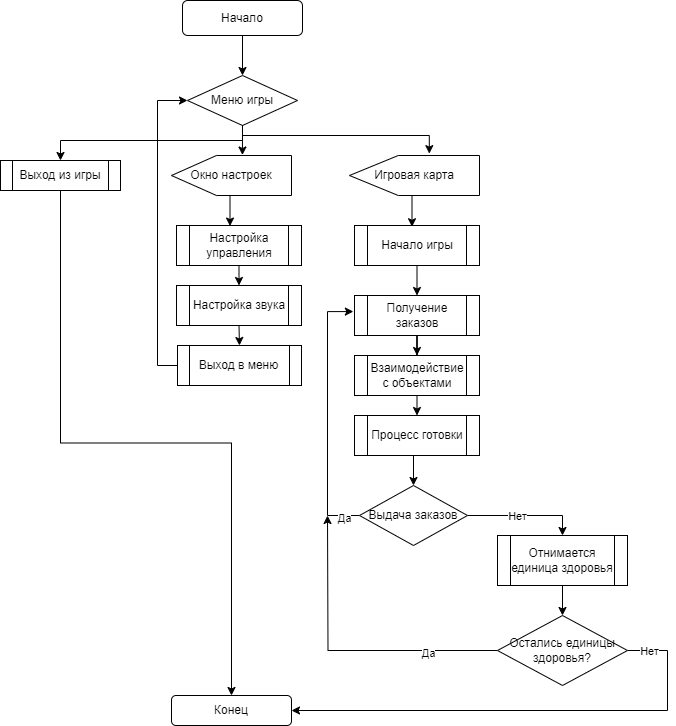 Начало
Меню игры
Выход из игры
Окно настроек
Игровая карта
Настройка
управления
Начало игры
Настройка звука
Получение
заказов
Выход в меню
Взаимодействие
с объектами
Процесс готовки
Выдача заказов
Да
Нет
Отнимается
единица здоровья
Остались единицы
здоровья?
Да
Нет
Конец